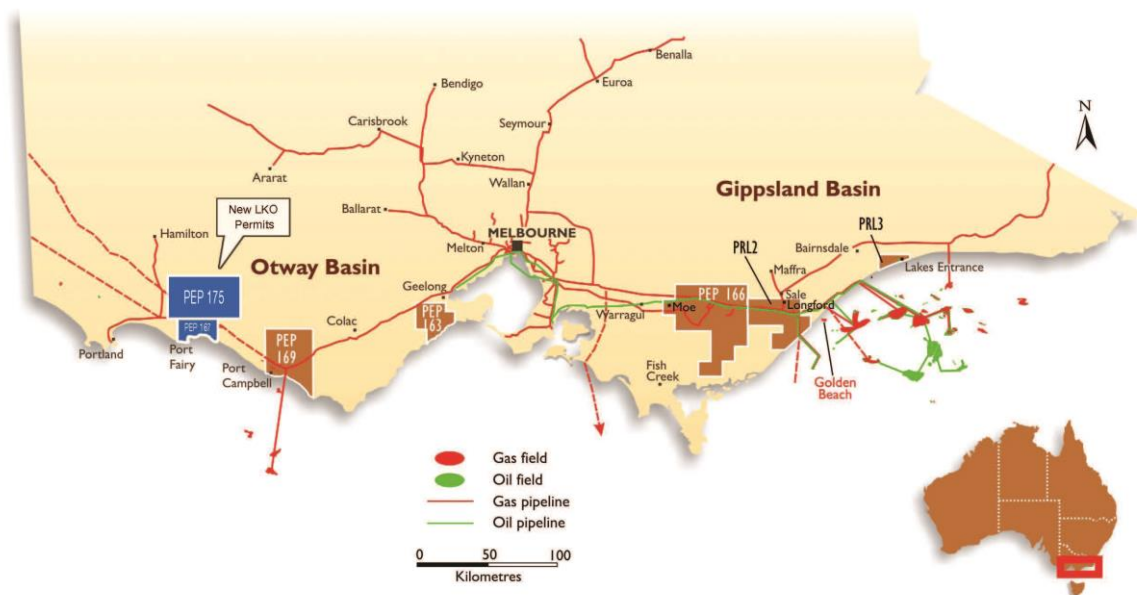 Benalla
Euroa
Bendigo
Seymour
Carisbrook
Kyneton
Ararat
Wallan
N
New LKO
Permits
Gippsland Basin
Ballarat
PRL3
Hamilton
Melton
MELBOURNE
PRL2
Bairnsdale
Otway Basin
Maffra
Lakes Entrance
PEP 175
Geelong
PEP 166
Sale
Longford
Moe
PEP
163
Warragul
Colac
Portland
Port
Fairy
PEP
169
Port
Campbell
Fish
Creek
Golden
Beach
Gas field
Oil field
Gas pipeline
Oil pipeline
0 50 100
Kilometres